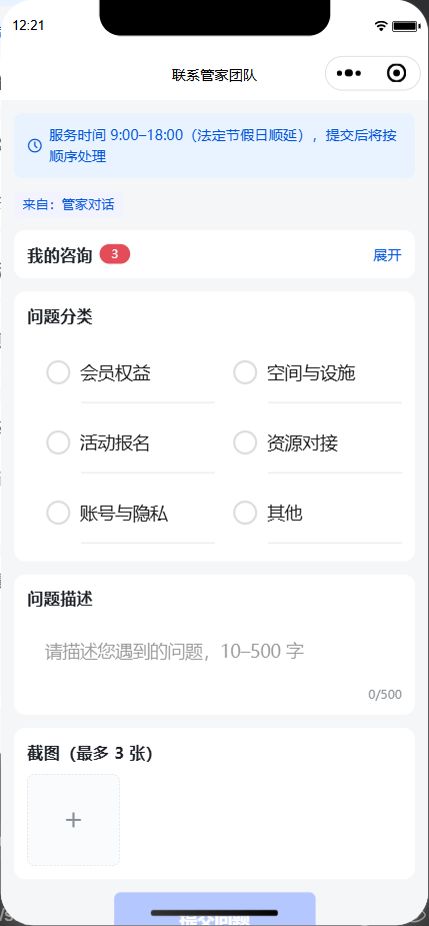 12:21
联系管家团队
服务时间 9:00–18:00（法定节假日顺延），提交后将按
顺序处理
来自：管家对话
我的咨询 3 展开
问题分类
会员权益 空间与设施
活动报名 资源对接
账号与隐私 其他
问题描述
请描述您遇到的问题，10–500 字
0/500
截图（最多 3 张）
+
提交问题